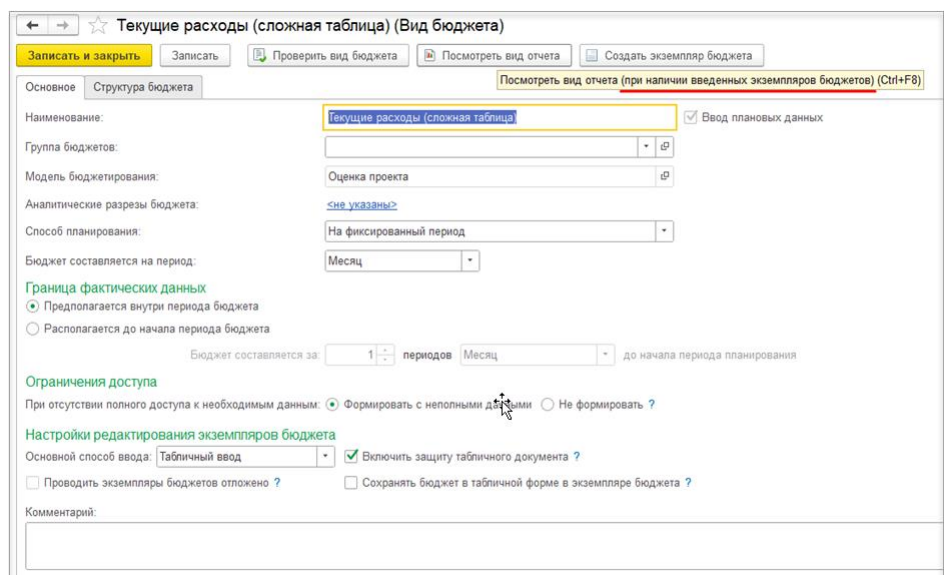 Текущие расходы (сложная таблица) (Вид бюджета)
Записать и закрыть Записать Проверить вид бюджета Посмотреть вид отчета Создать экземпляр бюджета
Посмотреть вид отчета (при наличии введенных экземпляров бюджетов) (Ctrl+F8)
Основное Структура бюджета
Наименование: Текущие расходы (сложная таблица) Ввод плановых данных
Группа бюджетов:
Модель бюджетирования: Оценка проекта
Аналитические разрезы бюджета: <не указаны>
Способ планирования: На фиксированный период
Бюджет составляется на период: Месяц
Граница фактических данных
Предполагается внутри периода бюджета
Располагается до начала периода бюджета
Бюджет составляется за: 1 периодов Месяц до начала периода планирования
Ограничения доступа
При отсутствии полного доступа к необходимым данным: Формировать с неполными данными Не формировать ?
Настройки редактирования экземпляров бюджета
Основной способ ввода: Табличный ввод Включить защиту табличного документа ?
Проводить экземпляры бюджетов отложено ? Сохранять бюджет в табличной форме в экземпляре бюджета ?
Комментарий: